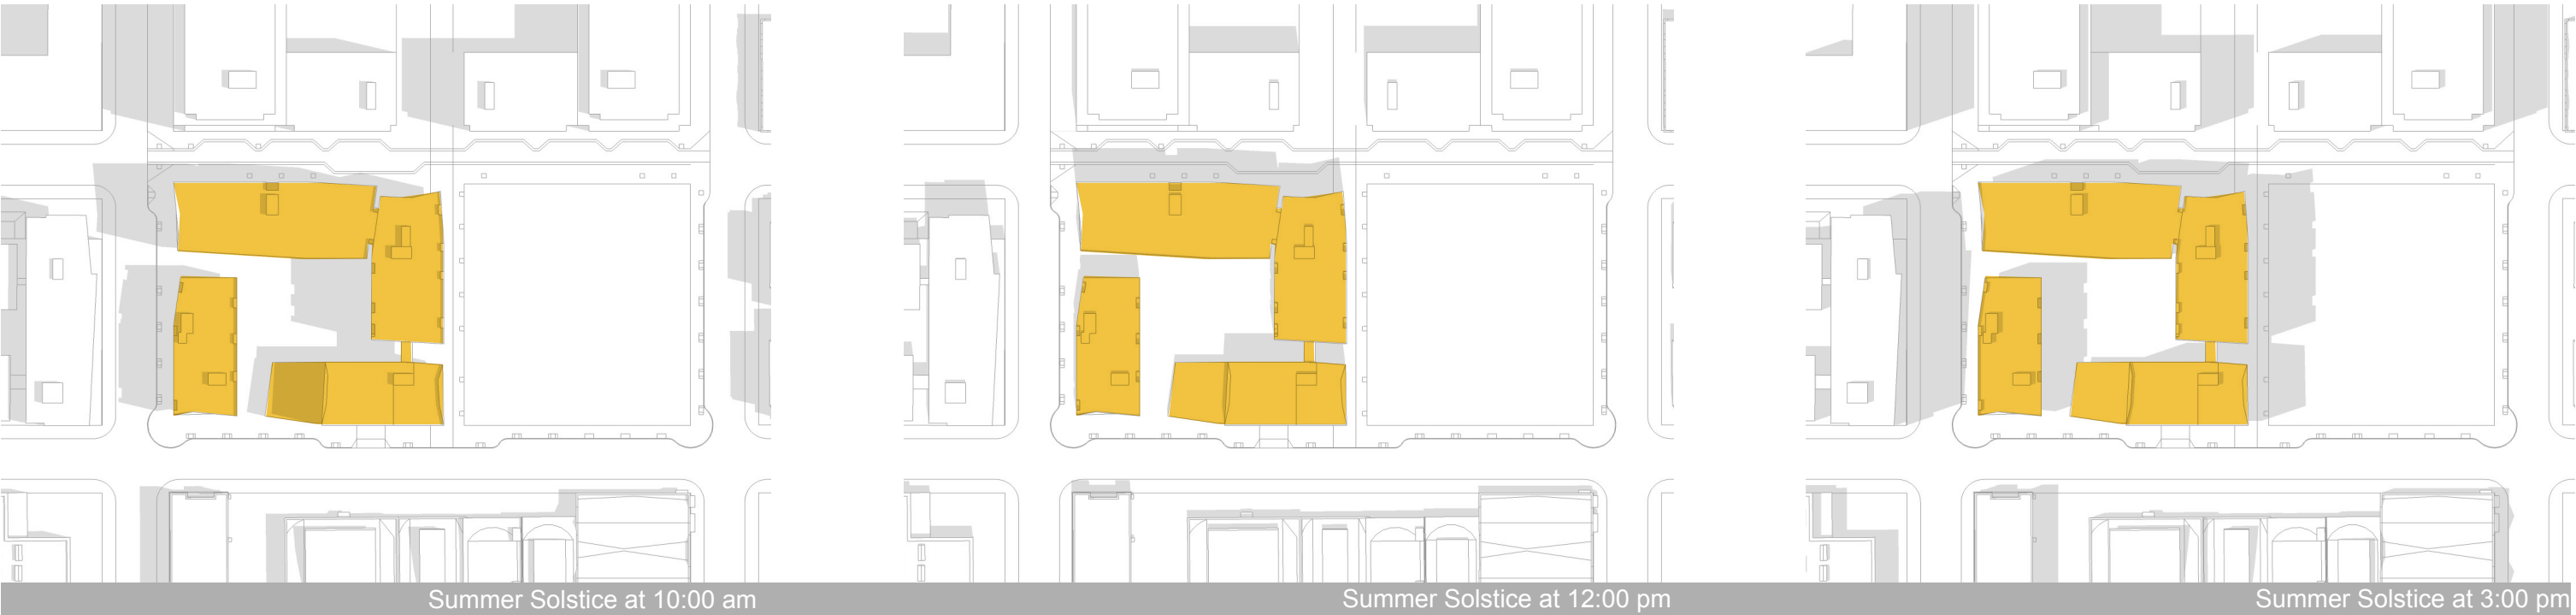 Summer Solstice at 10:00 am
Summer Solstice at 12:00 pm
Summer Solstice at 3:00 pm